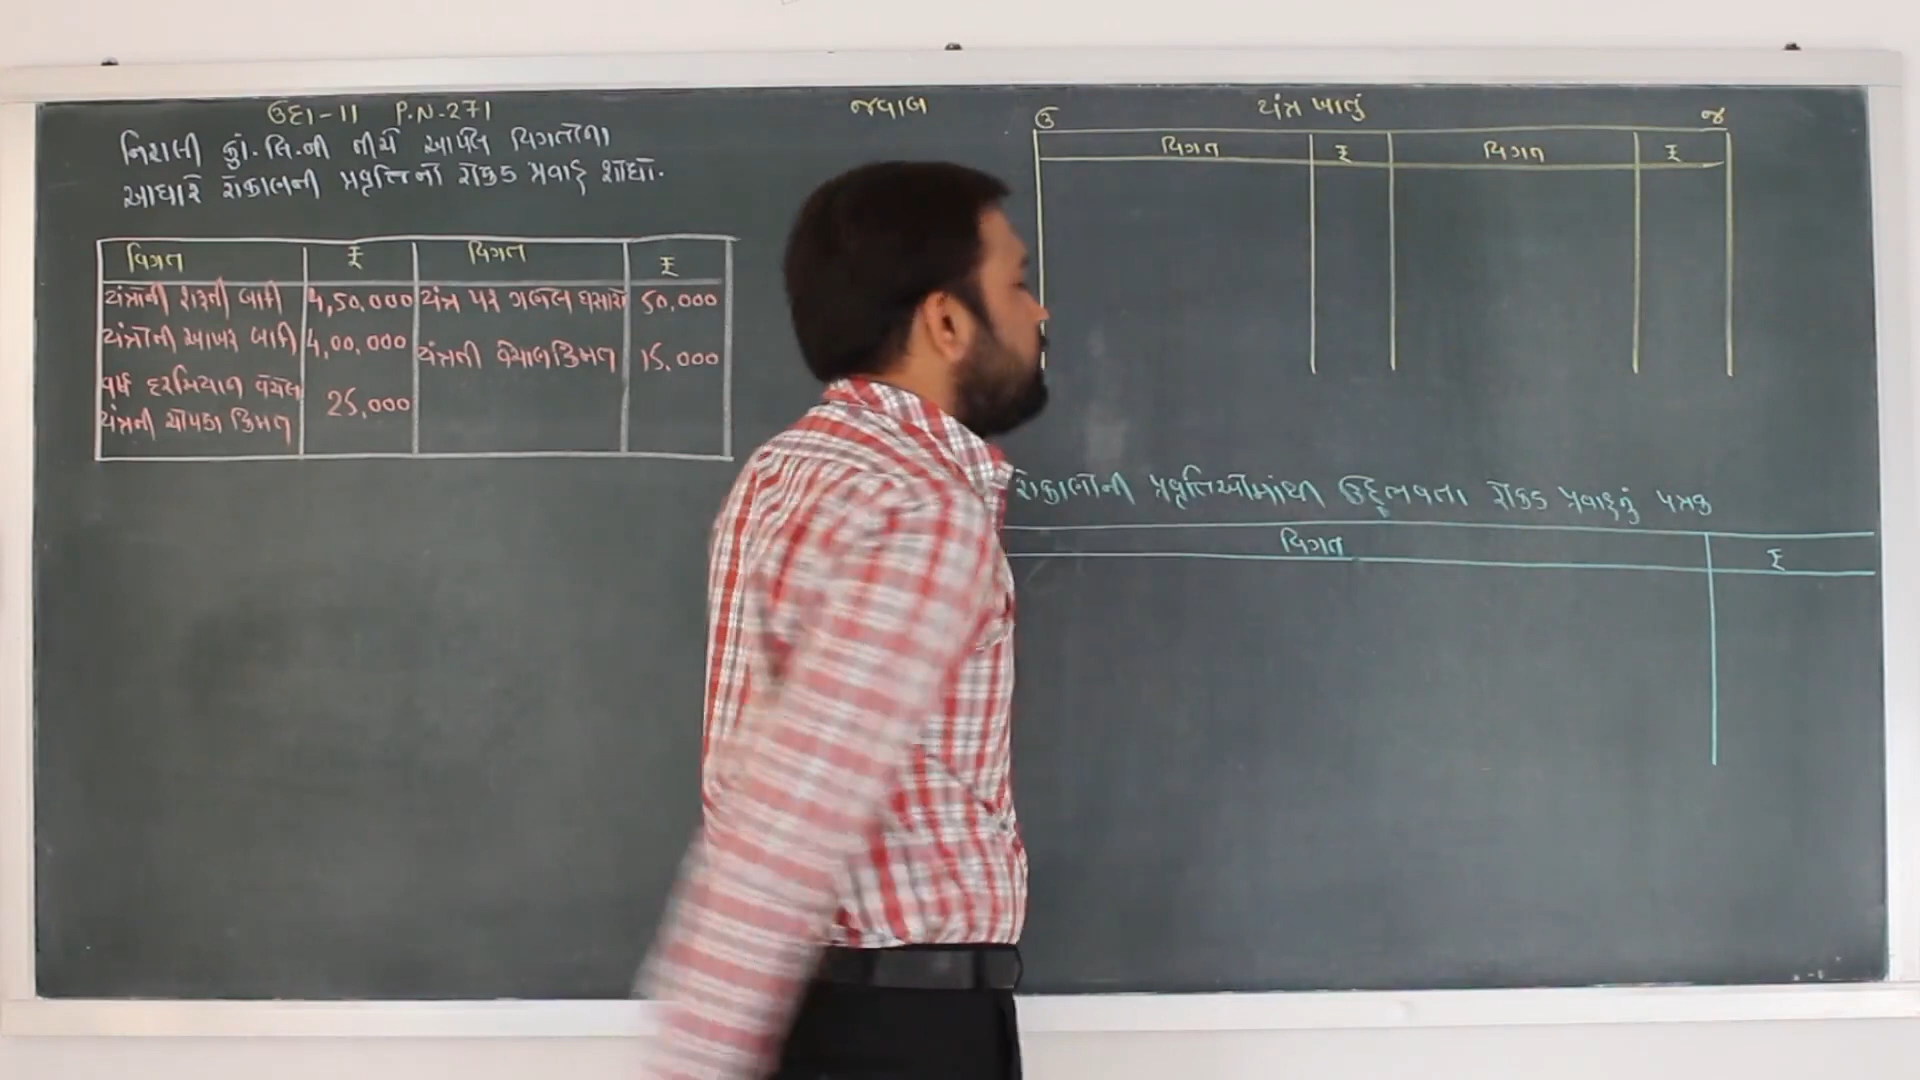 ઉદા-11 P.N-271
નિરાલી કું. લિ.ની નીચે આપેલ વિગતોના
આધારે રોકાણની પ્રવૃત્તિનો રોકડ પ્રવાહ શોધો.
વિગત ₹ વિગત ₹
યંત્રોની શરૂની બાકી 4,50,000 યંત્ર પર ગણેલ ઘસારો 50,000
યંત્રોની આખર બાકી 4,00,000 યંત્રની વેચાણકિંમત 15,000
વર્ષ દરમિયાન વેચેલ
યંત્રની ચોપડા કિંમત 25,000
જવાબ
ઉ યંત્ર ખાતું જ
વિગત ₹ વિગત ₹
રોકાણોની પ્રવૃત્તિઓમાંથી ઉદ્ભવતા રોકડ પ્રવાહનું પત્રક
વિગત ₹